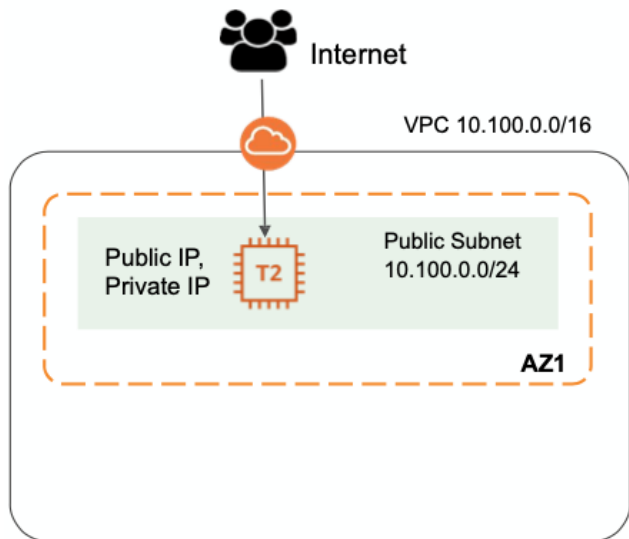 Internet
VPC 10.100.0.0/16
Public IP,
Private IP
T2
Public Subnet
10.100.0.0/24
AZ1